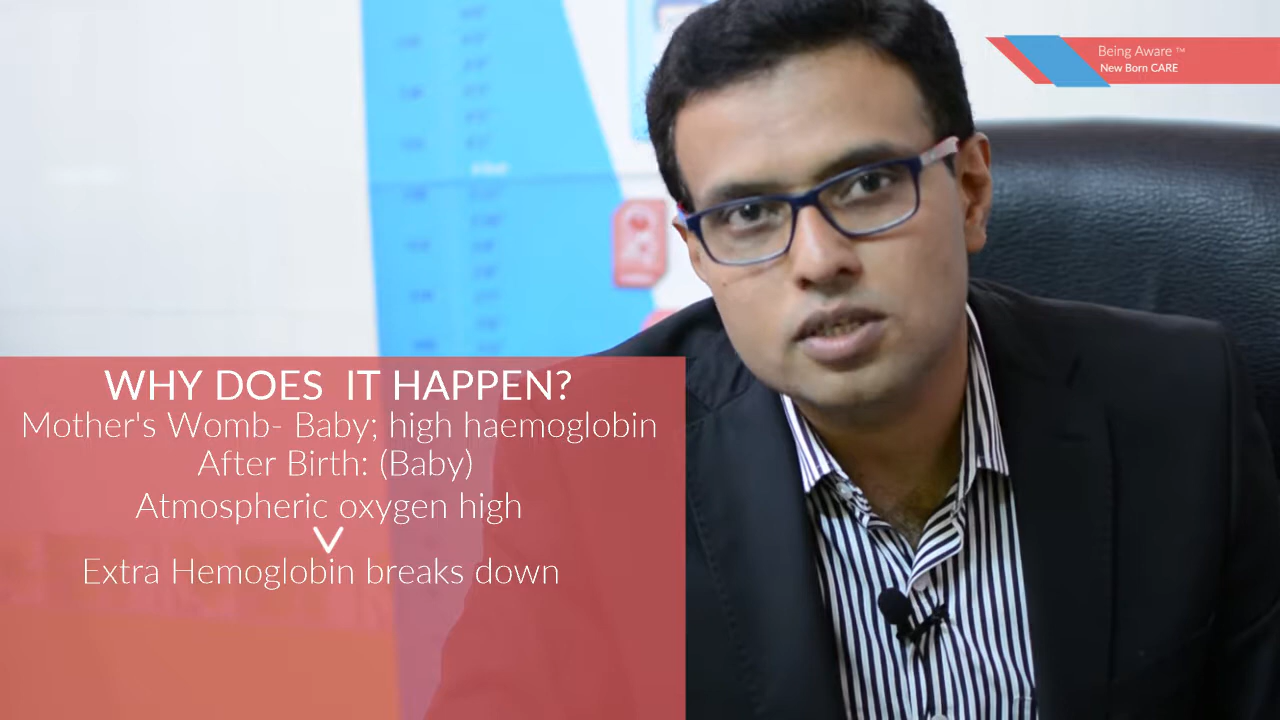 Being Aware ™
New Born CARE
WHY DOES IT HAPPEN?
Mother's Womb- Baby; high haemoglobin
After Birth: (Baby)
Atmospheric oxygen high
Extra Hemoglobin breaks down